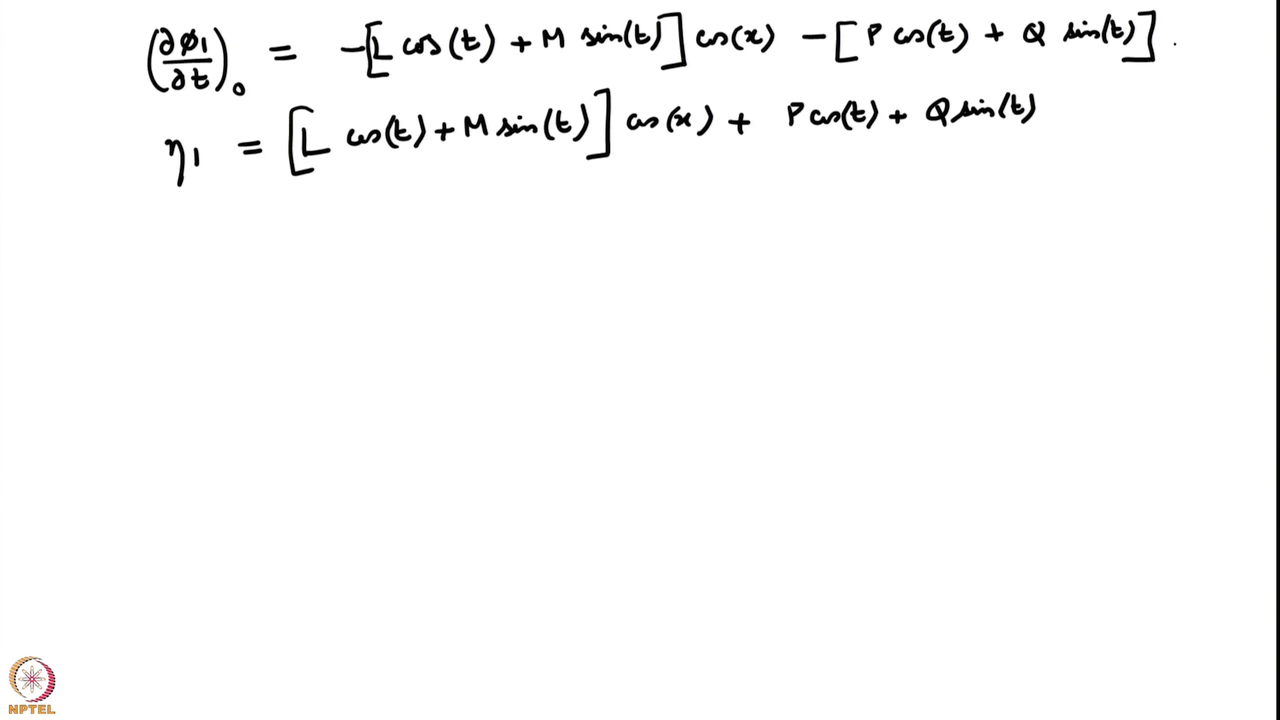 (∂φ₁/∂t)₀ = -[L cos(t) + M sin(t)] cos(x) - [P cos(t) + Q sin(t)].
η₁ = [L cos(t) + M sin(t)] cos(x) + P cos(t) + Q sin(t)
NPTEL